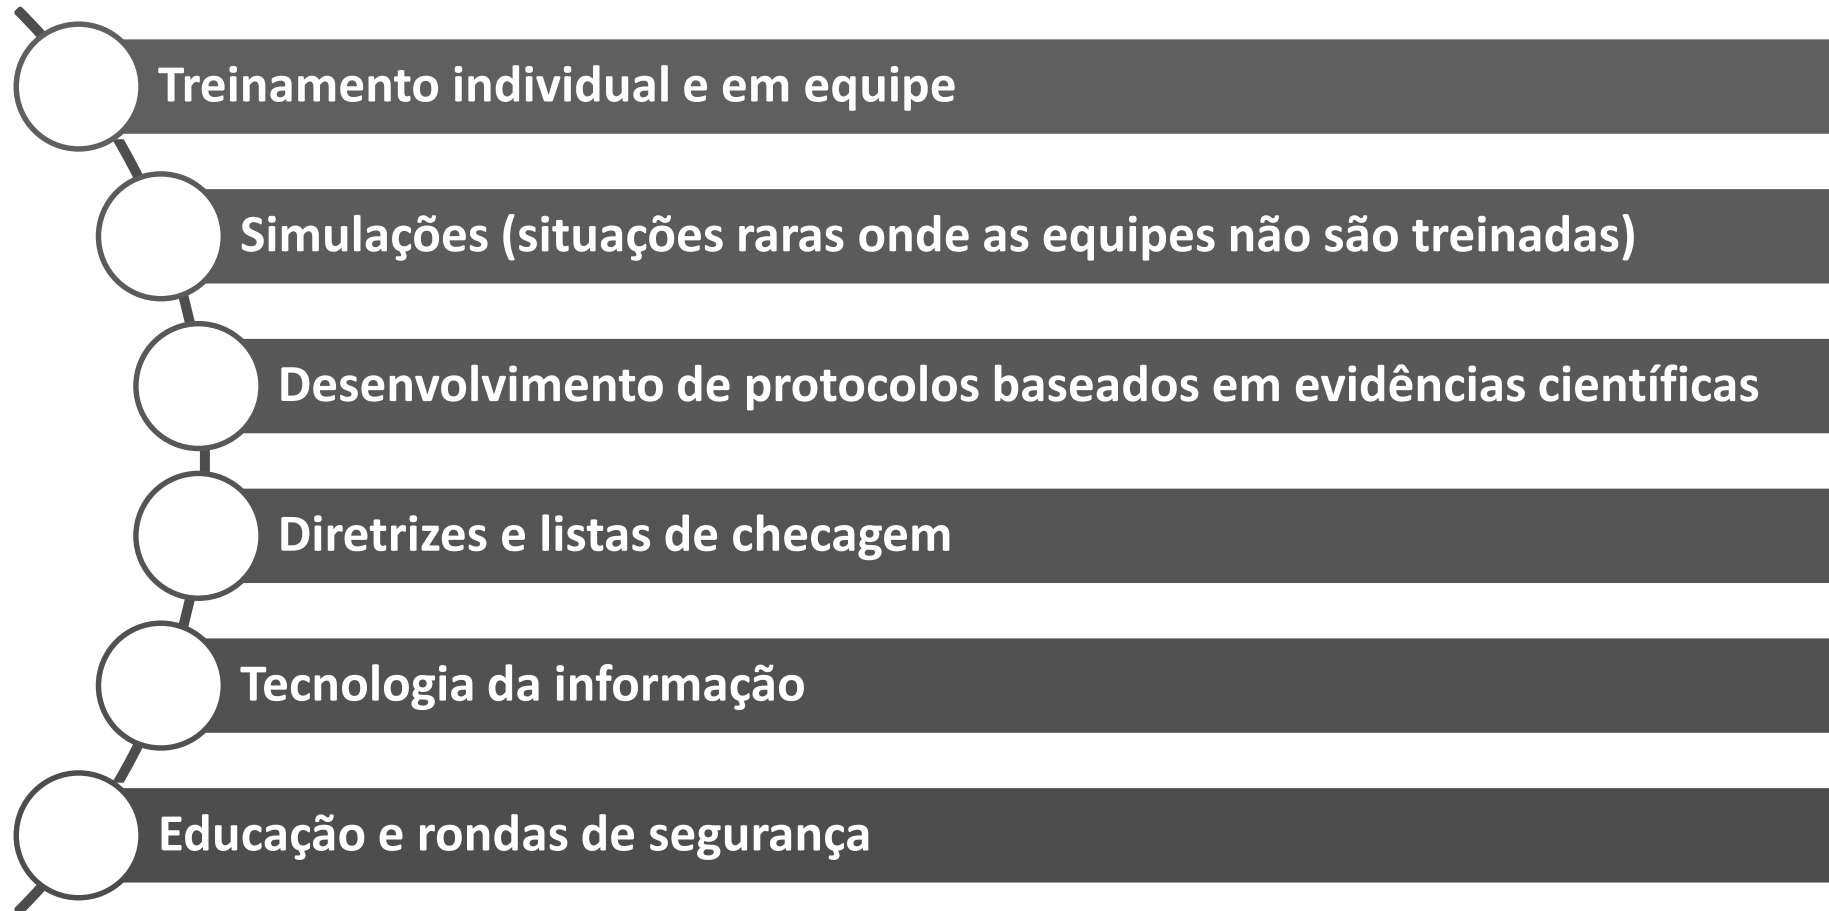 Treinamento individual e em equipe
Simulações (situações raras onde as equipes não são treinadas)
Desenvolvimento de protocolos baseados em evidências científicas
Diretrizes e listas de checagem
Tecnologia da informação
Educação e rondas de segurança